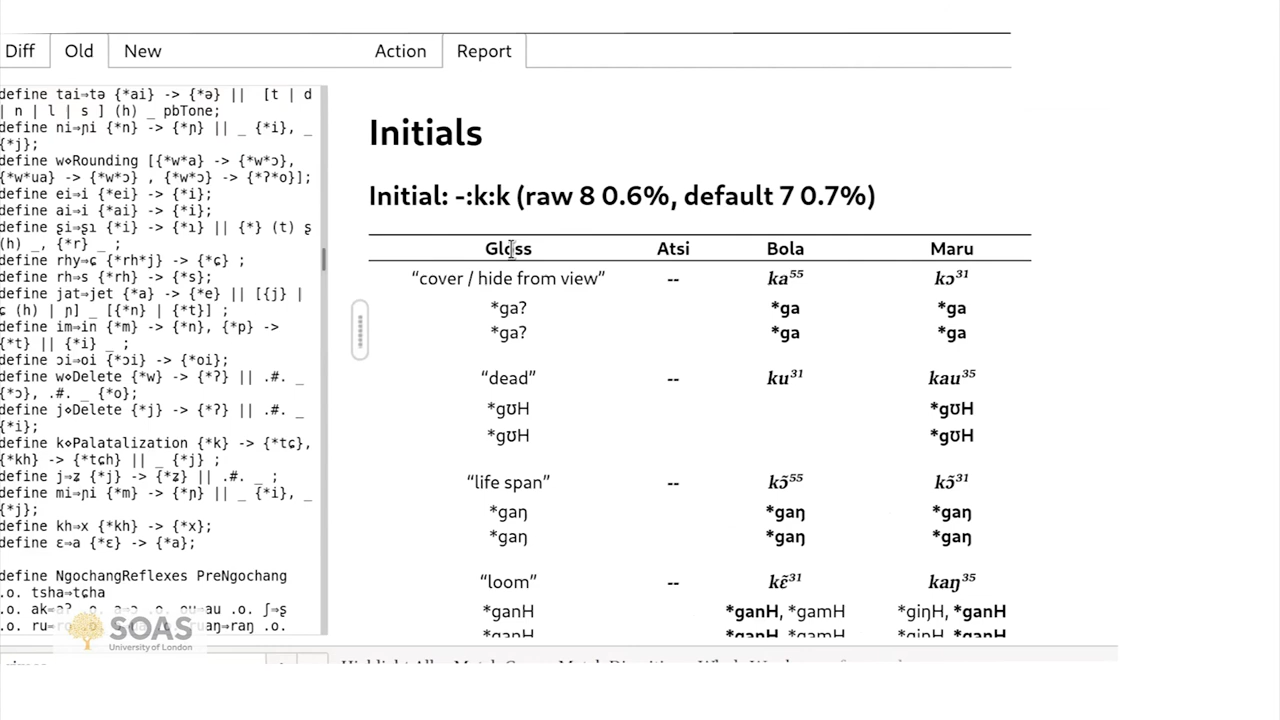 Diff Old New Action Report
define tai⇒tə {*ai} -> {*ə} || [t | d
| n | l | s ] (h) _ pbTone;
define ni⇒ɲi {*n} -> {*ɲ} || _ {*i}, _
{*j};
define w⋄Rounding [{*w*a} -> {*w*ɔ},
{*w*ua} -> {*w*ɔ} , {*w*ɔ} -> {*ʔ*o}];
define ei⇒i {*ei} -> {*i};
define ai⇒i {*ai} -> {*i};
define ʂi⇒ʂı {*i} -> {*ı} || {*} (t) ʂ
(h) _, {*r} _ ;
define rhy⇒ɕ {*rh*j} -> {*ɕ} ;
define rh⇒s {*rh} -> {*s};
define jat⇒jet {*a} -> {*e} || [{j} |
ɕ (h) | ɲ] _ [{*n} | {*t}] ;
define im⇒in {*m} -> {*n}, {*p} ->
{*t} || {*i} _ ;
define ɔi⇒oi {*ɔi} -> {*oi};
define w⋄Delete {*w} -> {*ʔ} || .#. _
{*ɔ}, .#. _ {*o};
define j⋄Delete {*j} -> {*ʔ} || .#. _
{*i};
define k⋄Palatalization {*k} -> {*tɕ},
{*kh} -> {*tɕh} || _ {*j} ;
define j⇒ʑ {*j} -> {*ʑ} || .#. _ ;
define mi⇒ɲi {*m} -> {*ɲ} || _ {*i}, _
{*j};
define kh⇒x {*kh} -> {*x};
define ɛ⇒a {*ɛ} -> {*a};
define NgochangReflexes PreNgochang
.o. tsha⇒tɕha
SOAS
University of London
Initials
Initial: -:k:k (raw 8 0.6%, default 7 0.7%)
Gloss Atsi Bola Maru
“cover / hide from view” -- ka⁵⁵ kɔ³¹
*ga? *ga *ga
*ga? *ga *ga
“dead” -- ku³¹ kau³⁵
*gʊH *gʊH
*gʊH *gʊH
“life span” -- kɔ̃⁵⁵ kɔ̃³¹
*gaŋ *gaŋ *gaŋ
*gaŋ *gaŋ *gaŋ
“loom” -- kɛ̃³¹ kaŋ³⁵
*ganH *ganH, *gamH *giŋH, *ganH
*ganH *ganH, *gamH *giŋH, *ganH